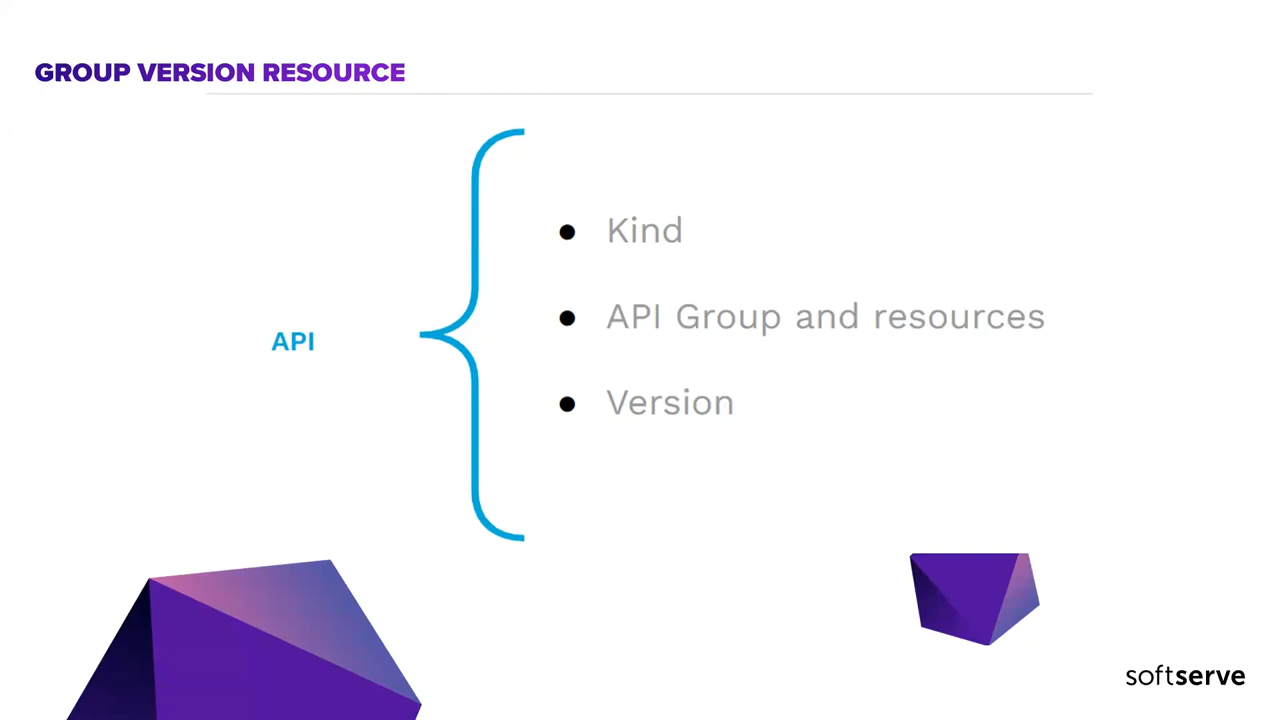 GROUP VERSION RESOURCE
API
● Kind
● API Group and resources
● Version
softserve